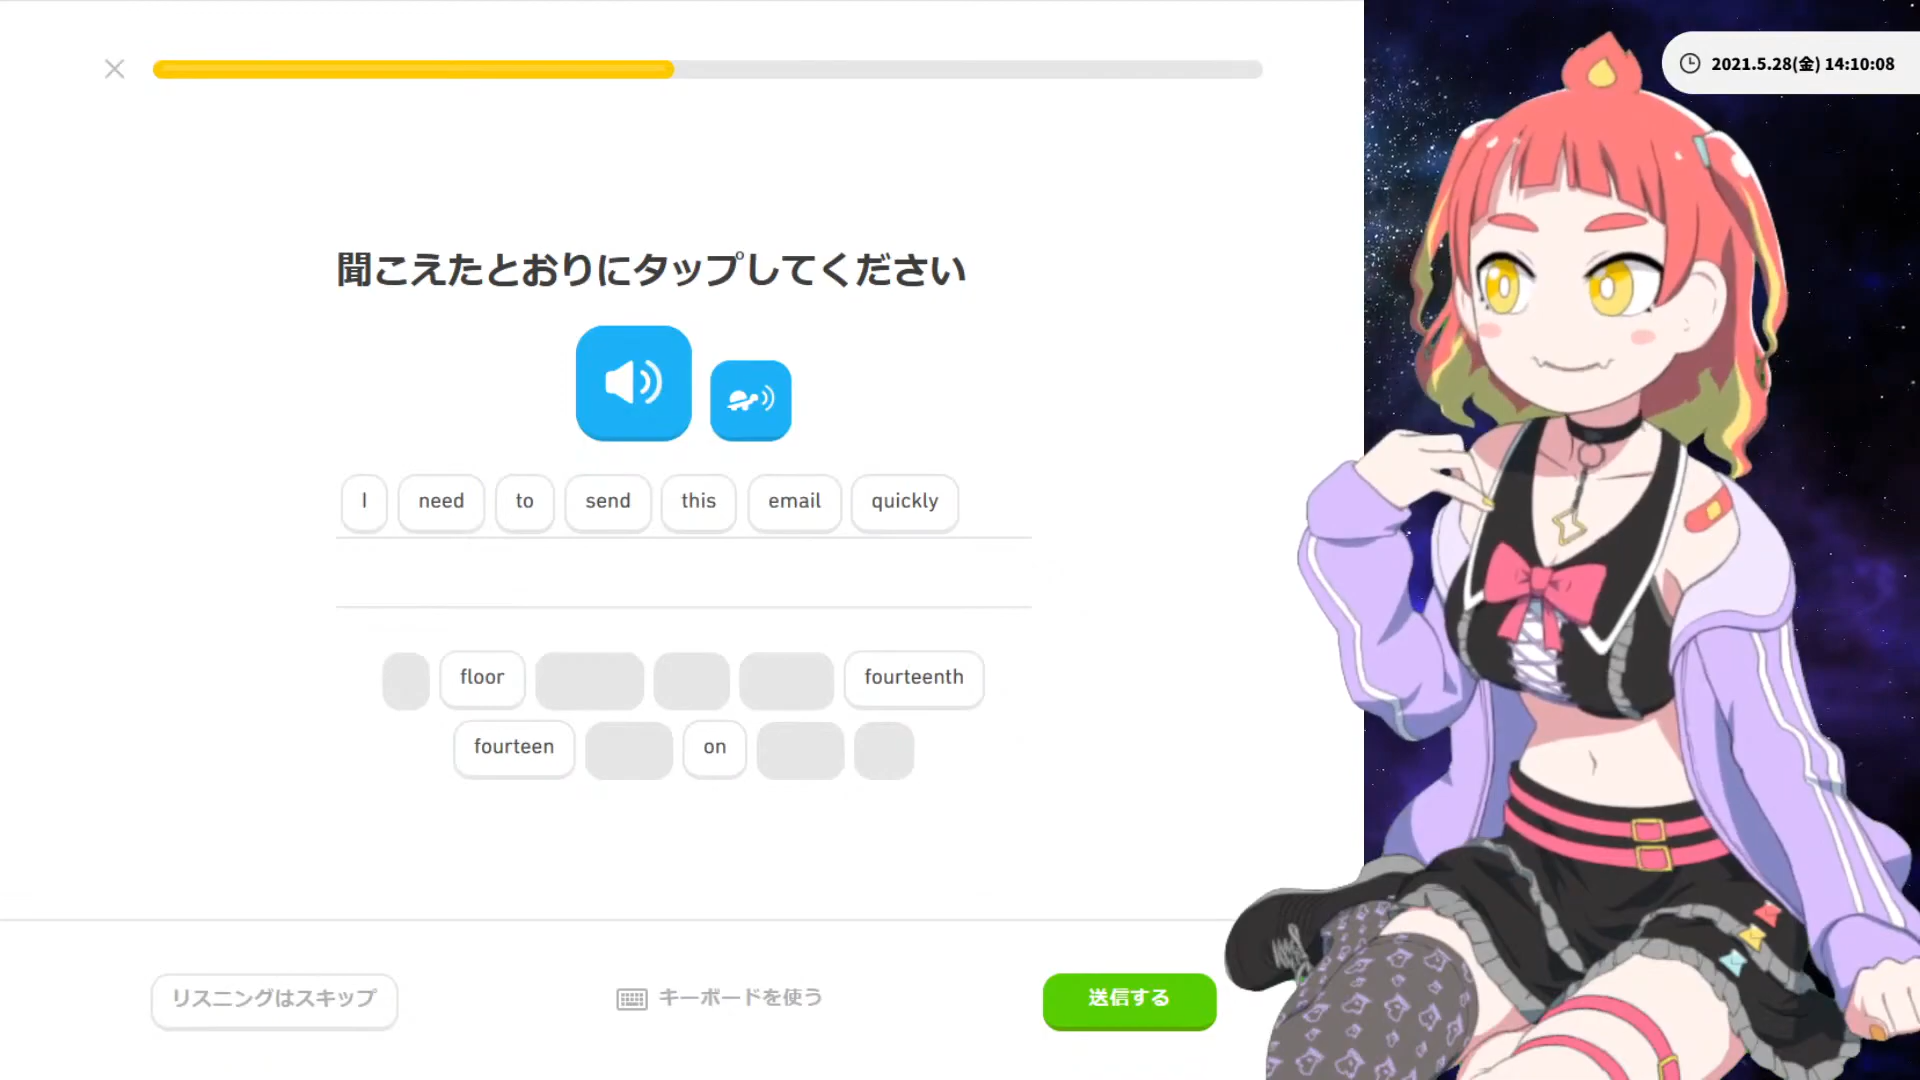 2021.5.28(金) 14:10:08
聞こえたとおりにタップしてください
I need to send this email quickly
floor fourteenth
fourteen on
リスニングはスキップ キーボードを使う 送信する